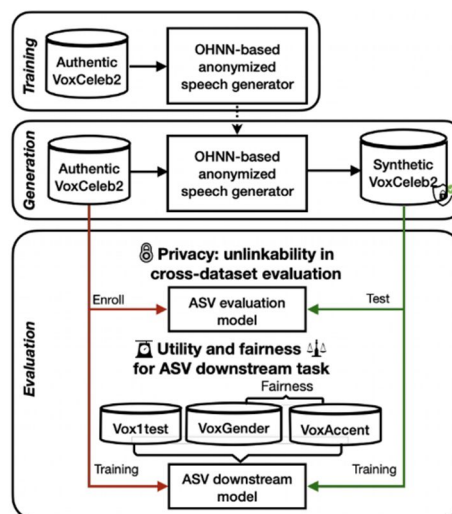 Training
Authentic
VoxCeleb2
OHNN-based
anonymized
speech generator
Generation
Authentic
VoxCeleb2
OHNN-based
anonymized
speech generator
Synthetic
VoxCeleb2
Evaluation
Privacy: unlinkability in
cross-dataset evaluation
Enroll
ASV evaluation
model
Test
Utility and fairness
for ASV downstream task
Fairness
Vox1test
VoxGender
VoxAccent
Training
ASV downstream
model
Training